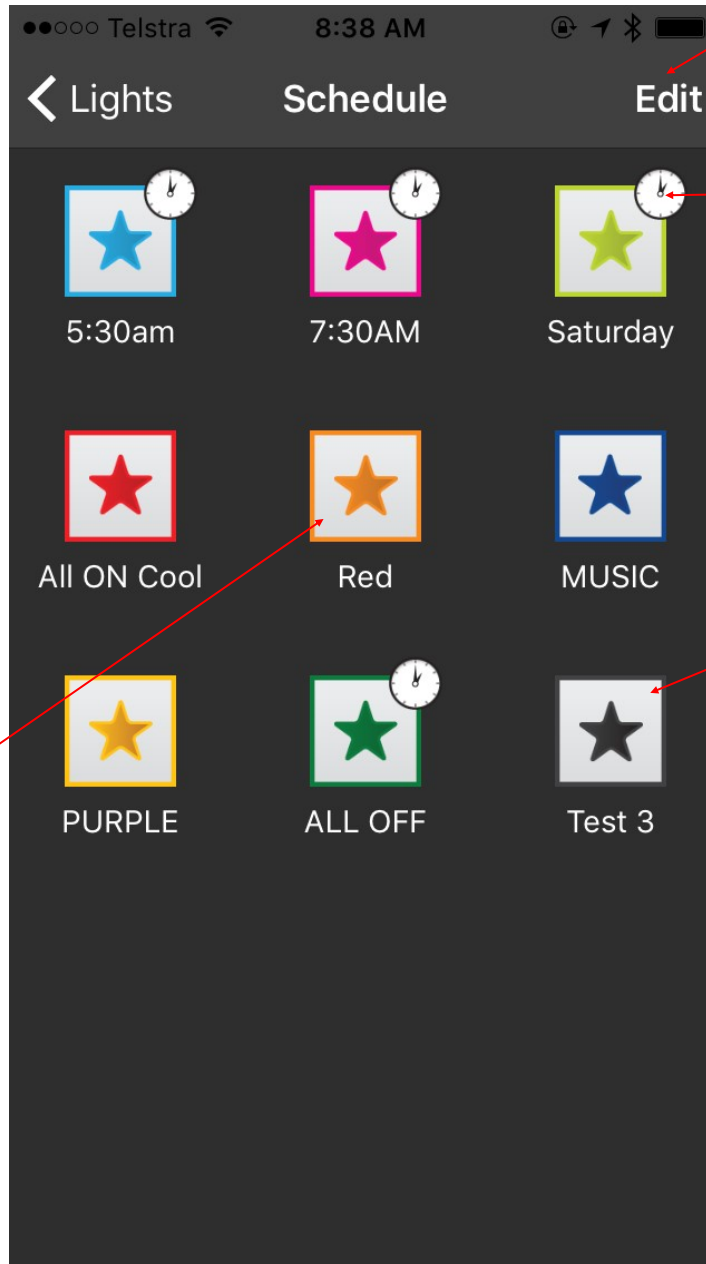 Telstra 8:38 AM
Lights Schedule Edit
5:30am 7:30AM Saturday
All ON Cool Red MUSIC
PURPLE ALL OFF Test 3